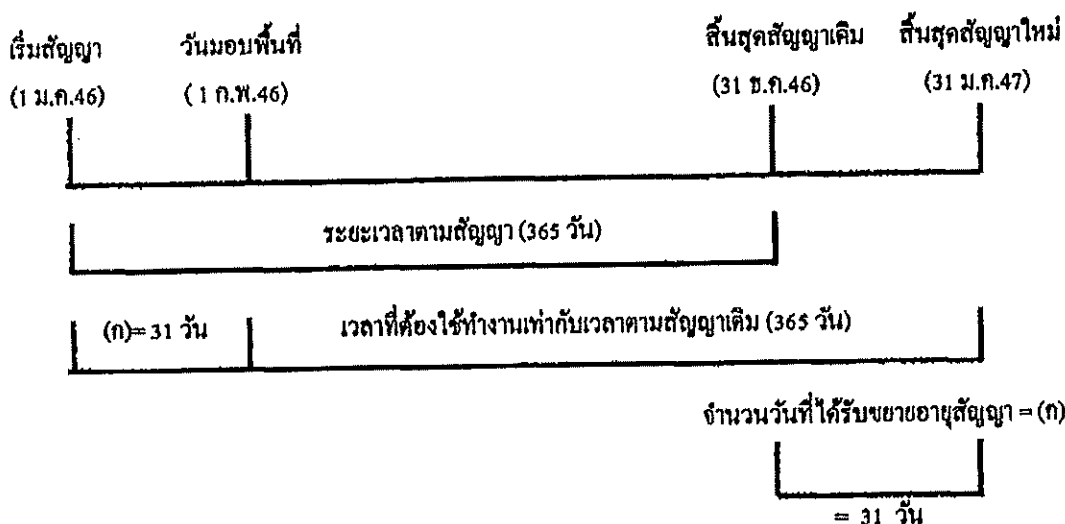 เริ่มสัญญา วันมอบพื้นที่ สิ้นสุดสัญญาเดิม สิ้นสุดสัญญาใหม่
(1 ม.ค.46) ( 1 ก.พ.46) (31 ธ.ค.46) (31 ม.ค.47)
ระยะเวลาตามสัญญา (365 วัน)
(ก)= 31 วัน เวลาที่ต้องใช้ทำงานเท่ากับเวลาตามสัญญาเดิม (365 วัน)
จำนวนวันที่ได้รับขยายอายุสัญญา = (ก)
= 31 วัน